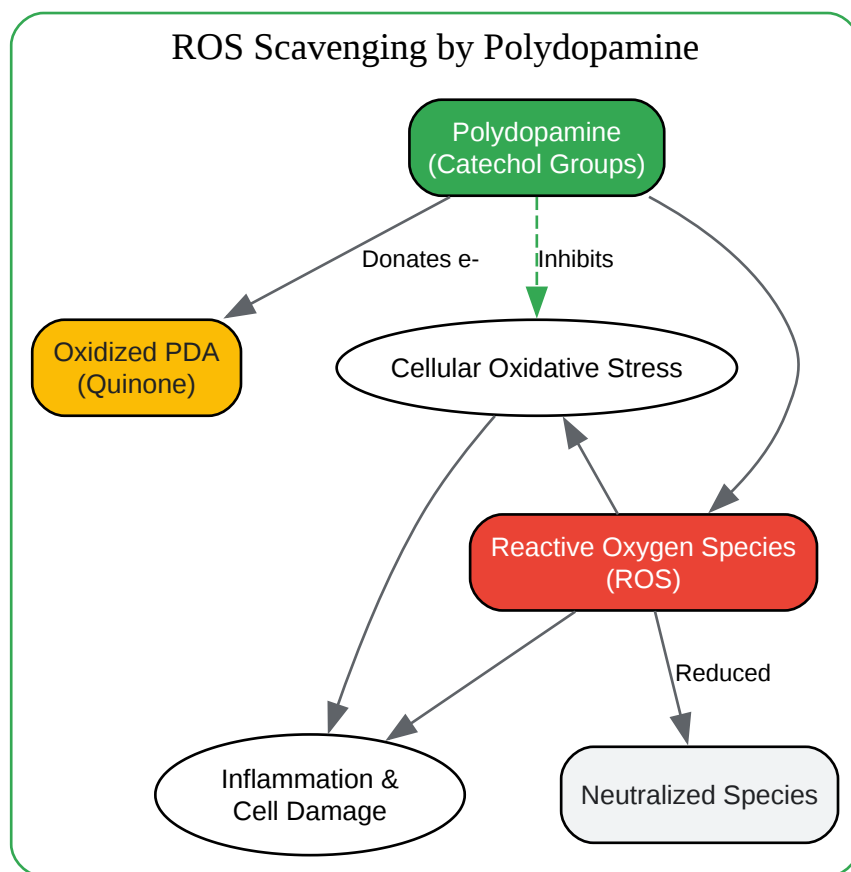 ROS Scavenging by Polydopamine
Polydopamine
(Catechol Groups)
Donates e-
Inhibits
Oxidized PDA
(Quinone)
Cellular Oxidative Stress
Reactive Oxygen Species
(ROS)
Reduced
Inflammation &
Cell Damage
Neutralized Species